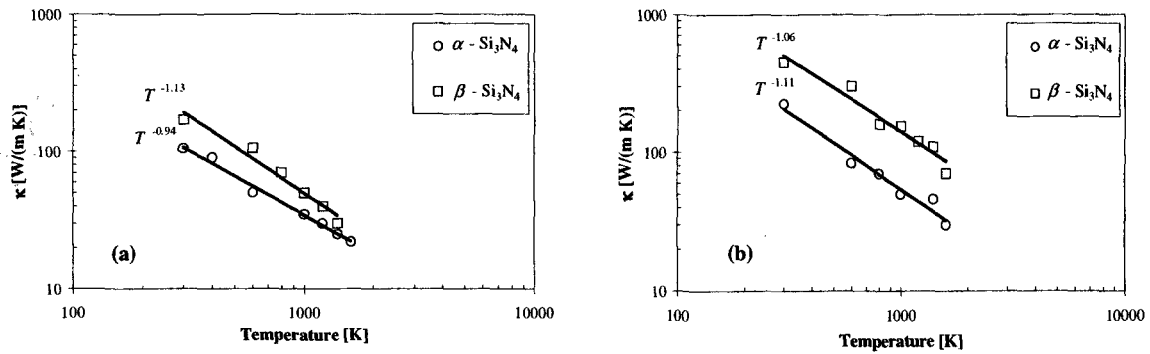 1000
α - Si₃N₄
β - Si₃N₄
T -1.13
T -0.94
100
κ [W/(m K)]
(a)
10
100
1000
10000
Temperature [K]
1000
α - Si₃N₄
β - Si₃N₄
T -1.06
T -1.11
100
κ [W/(m K)]
(b)
10
100
1000
10000
Temperature [K]